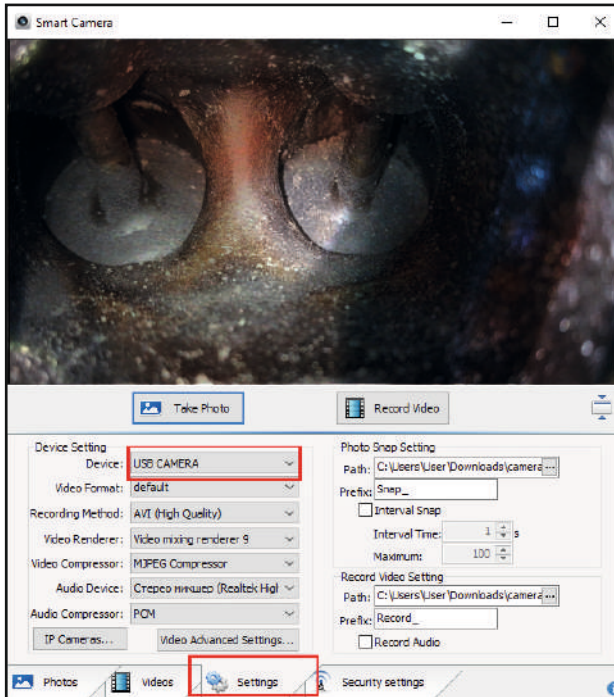 Smart Camera
Take Photo
Record Video
Device Setting
Device: USB CAMERA
Video Format: default
Recording Method: AVI (High Quality)
Video Renderer: Video mixing renderer 9
Video Compressor: MJPEG Compressor
Audio Device: Стерео микшер (Realtek Higl
Audio Compressor: PCM
IP Cameras...
Video Advanced Settings...
Photo Snap Setting
Path: C:\Users\User\Downloads\camera ...
Prefix: Snap_
Interval Snap
Interval Time: 1 s
Maximum: 100
Record Video Setting
Path: C:\Users\User\Downloads\camera ...
Prefix: Record_
Record Audio
Photos
Videos
Settings
Security settings